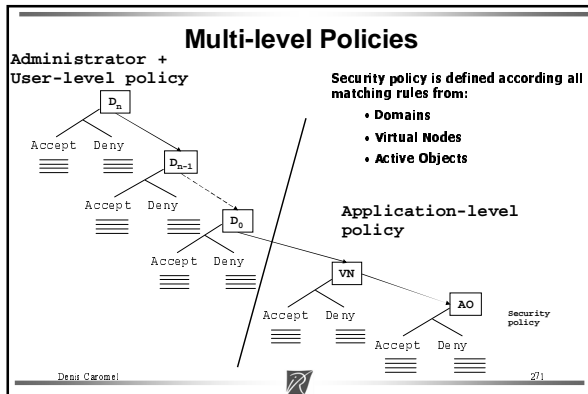 Multi-level Policies
Administrator +
User-level policy
Security policy is defined according all
matching rules from:
• Domains
• Virtual Nodes
• Active Objects
Dn
Accept Deny
Dn-1
Accept Deny
D0
Accept Deny
Application-level
policy
VN
Accept Deny
AO
Accept Deny
Security
policy
Denis Caromel
271